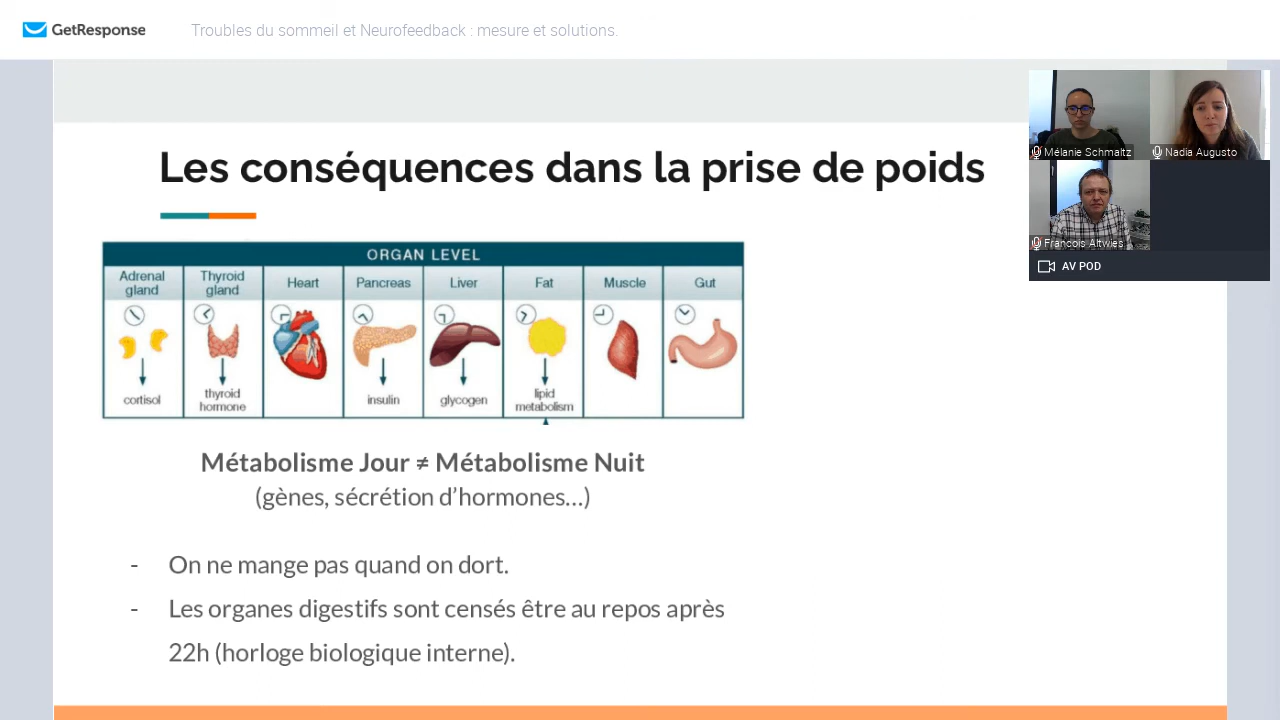 GetResponse
Troubles du sommeil et Neurofeedback : mesure et solutions.
Les conséquences dans la prise de poids
Mélanie Schmaltz
Nadia Augusto
Francois Altwies
AV POD
ORGAN LEVEL
Adrenal gland
Thyroid gland
Heart
Pancreas
Liver
Fat
Muscle
Gut
cortisol
thyroid hormone
insulin
glycogen
lipid metabolism
Métabolisme Jour ≠ Métabolisme Nuit
(gènes, sécrétion d’hormones…)
- On ne mange pas quand on dort.
- Les organes digestifs sont censés être au repos après
22h (horloge biologique interne).